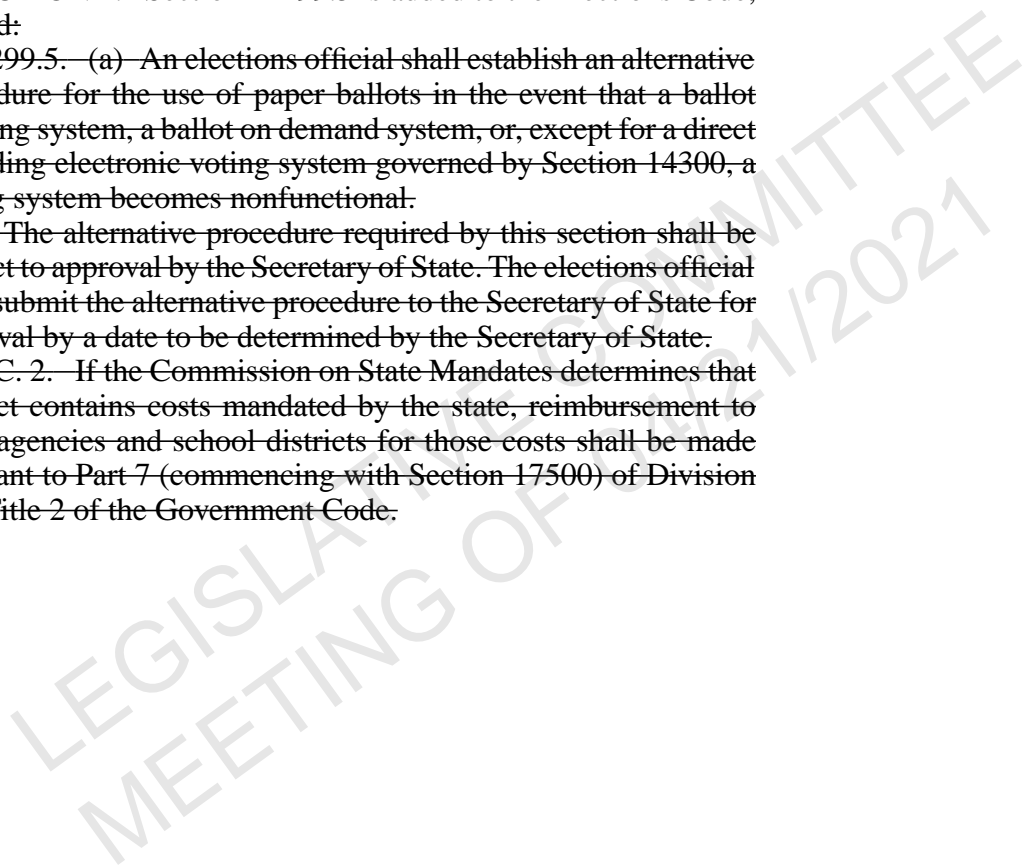 d:
299.5. (a) An elections official shall establish an alternative
dure for the use of paper ballots in the event that a ballot
ng system, a ballot on demand system, or, except for a direct
ding electronic voting system governed by Section 14300, a
g system becomes nonfunctional.
The alternative procedure required by this section shall be
ct to approval by the Secretary of State. The elections official
submit the alternative procedure to the Secretary of State for
val by a date to be determined by the Secretary of State.
C. 2. If the Commission on State Mandates determines that
ct contains costs mandated by the state, reimbursement to
agencies and school districts for those costs shall be made
ant to Part 7 (commencing with Section 17500) of Division
itle 2 of the Government Code.
LEGISLATIVE COMMITTEE
MEETING OF 04/21/2021